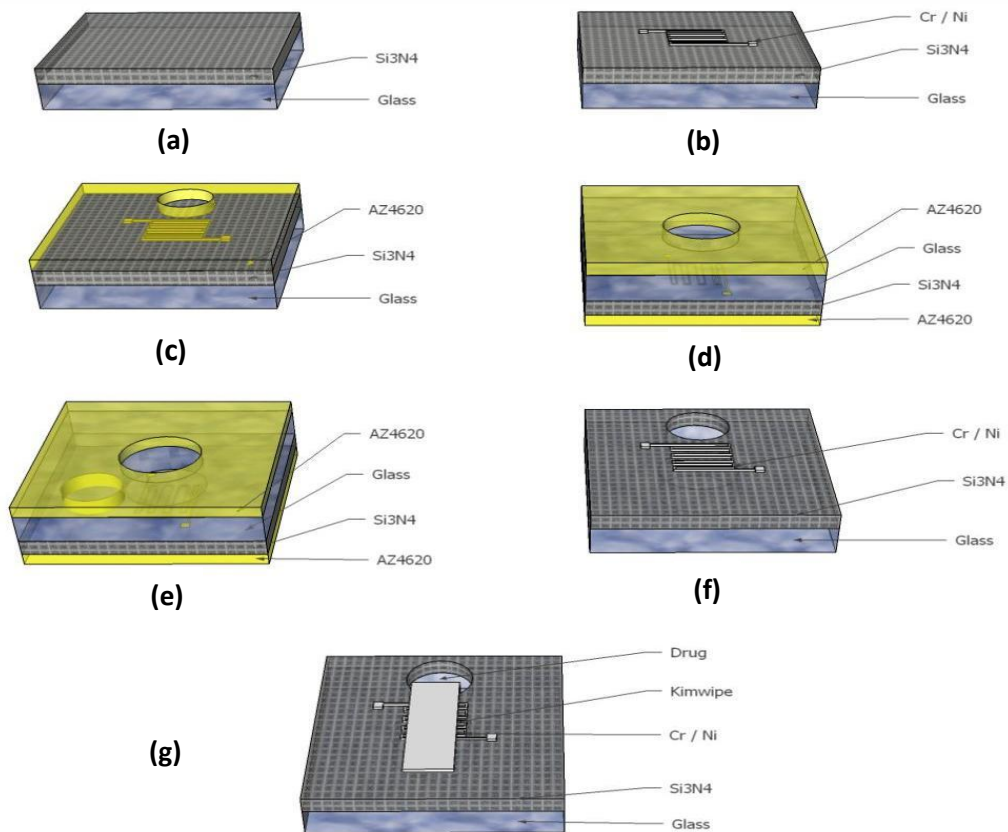 Si3N4
Glass
(a)
Cr / Ni
Si3N4
Glass
(b)
AZ4620
Si3N4
Glass
(c)
AZ4620
Glass
Si3N4
AZ4620
(d)
AZ4620
Glass
Si3N4
AZ4620
(e)
Cr / Ni
Si3N4
Glass
(f)
Drug
Kimwipe
Cr / Ni
Si3N4
Glass
(g)